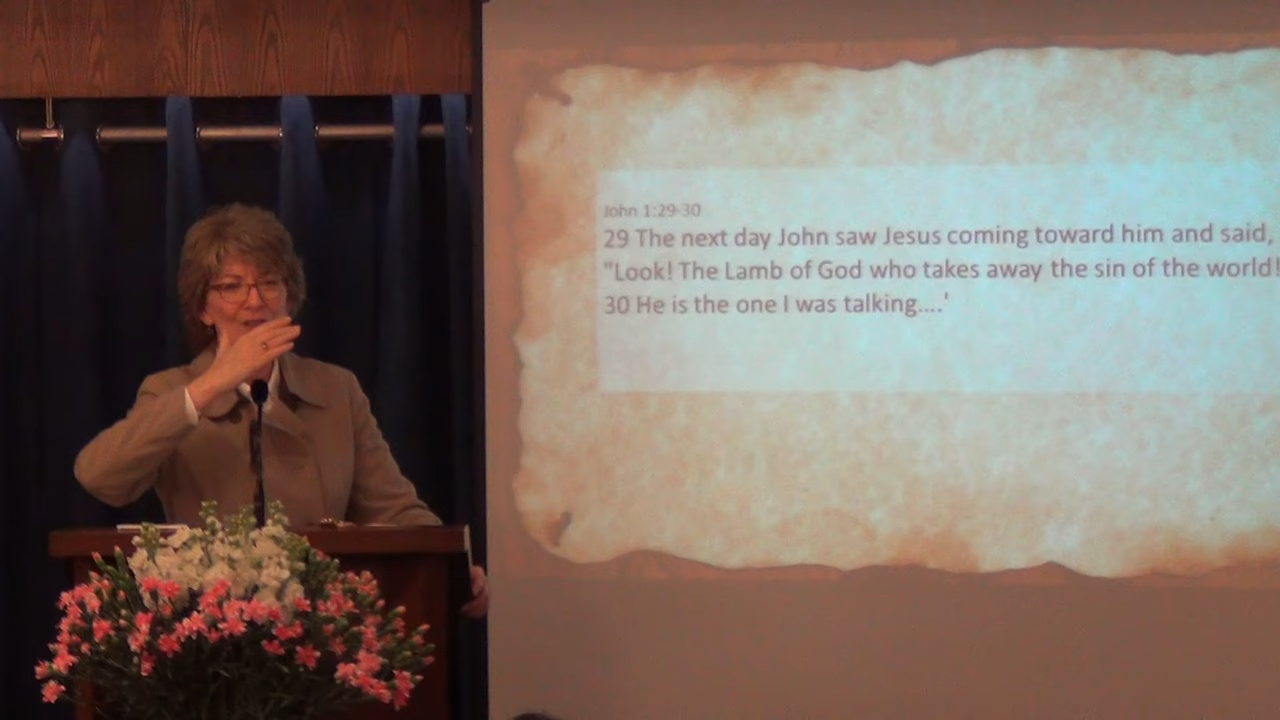 John 1:29-30
29 The next day John saw Jesus coming toward him and said,
"Look! The Lamb of God who takes away the sin of the world!
30 He is the one I was talking....'